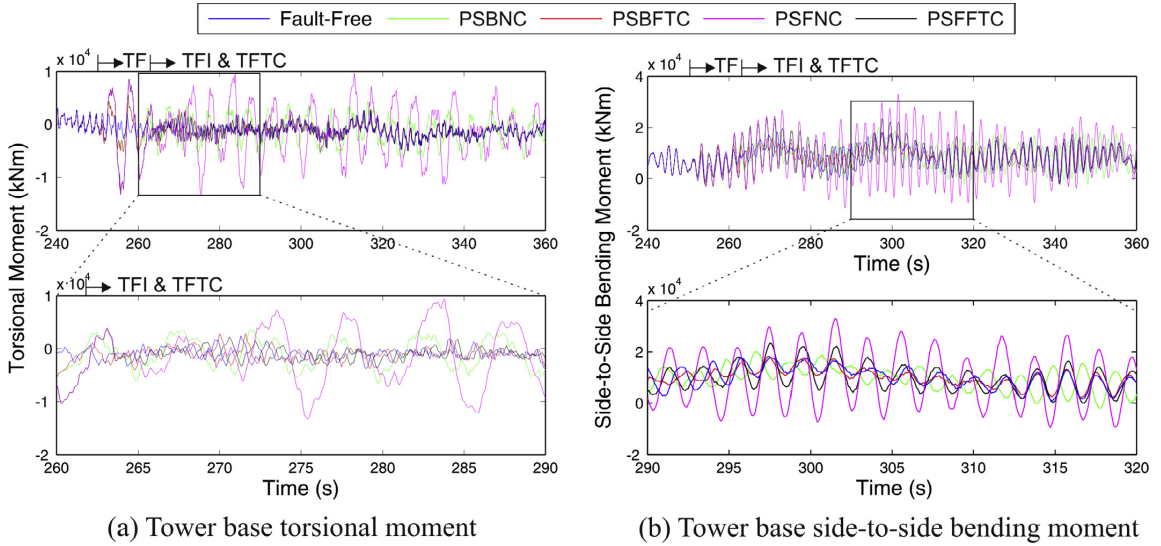 Fault-Free PSBNC PSBFTC PSFNC PSFFTC
x 10^4 TF TFI & TFTC
1
0
-1
-2
240 260 280 300 320 340 360
x 10^4 TFI & TFTC
1
0
-1
-2
260 265 270 275 280 285 290
Time (s)
Torsional Moment (kNm)
(a) Tower base torsional moment
TF TFI & TFTC
x 10^4
4
2
0
-2
240 260 280 300 320 340 360
Time (s)
x 10^4
4
2
0
-2
290 295 300 305 310 315 320
Time (s)
Side-to-Side Bending Moment (kNm)
(b) Tower base side-to-side bending moment